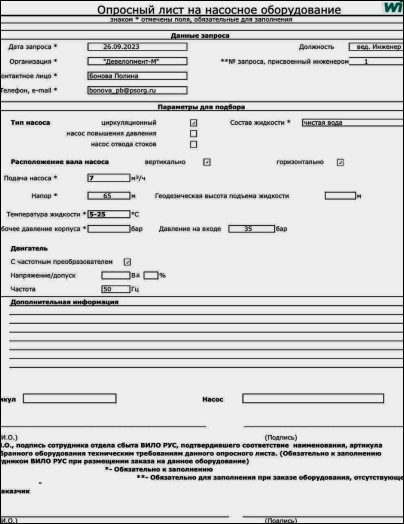 Опросный лист на насосное оборудование
Wi
знаком * отмечены поля, обязательные для заполнения
Данные запроса
Дата запроса * 26.09.2023 Должность вед. Инженер
Организация * "Девелопмент-М" **№ запроса, присвоенный инженером 1
онтактное лицо * Бонова Полина
Телефон, e-mail * bonova_pb@psorg.ru
Параметры для подбора
Тип насоса циркуляционный Состав жидкости * чистая вода
насос повышения давления
насос отвода стоков
Расположение вала насоса вертикально горизонтально
Подача насоса * 7 м³/ч
Напор * 65 м Геодезическая высота подъема жидкости м
Температура жидкости * 5-25 °C
бочее давление корпуса * бар Давление на входе 35 бар
Двигатель
С частотным преобразователем
Напряжение/допуск В± %
Частота 50 Гц
Дополнительная информация
икул Насос
И.О.) (Подпись)
І.О., подпись сотрудника отдела сбыта ВИЛО РУС, подтвердившего соответствие наименования, артикула
бранного оборудования техническим требованиям данного опросного листа. (Обязательно к заполнению
удником ВИЛО РУС при размещении заказа на данное оборудование)
*- Обязательно к заполнению
**- Обязательно для заполнения при заказе оборудования, отсутствующе
аказчик
И.О.) (Подпись)